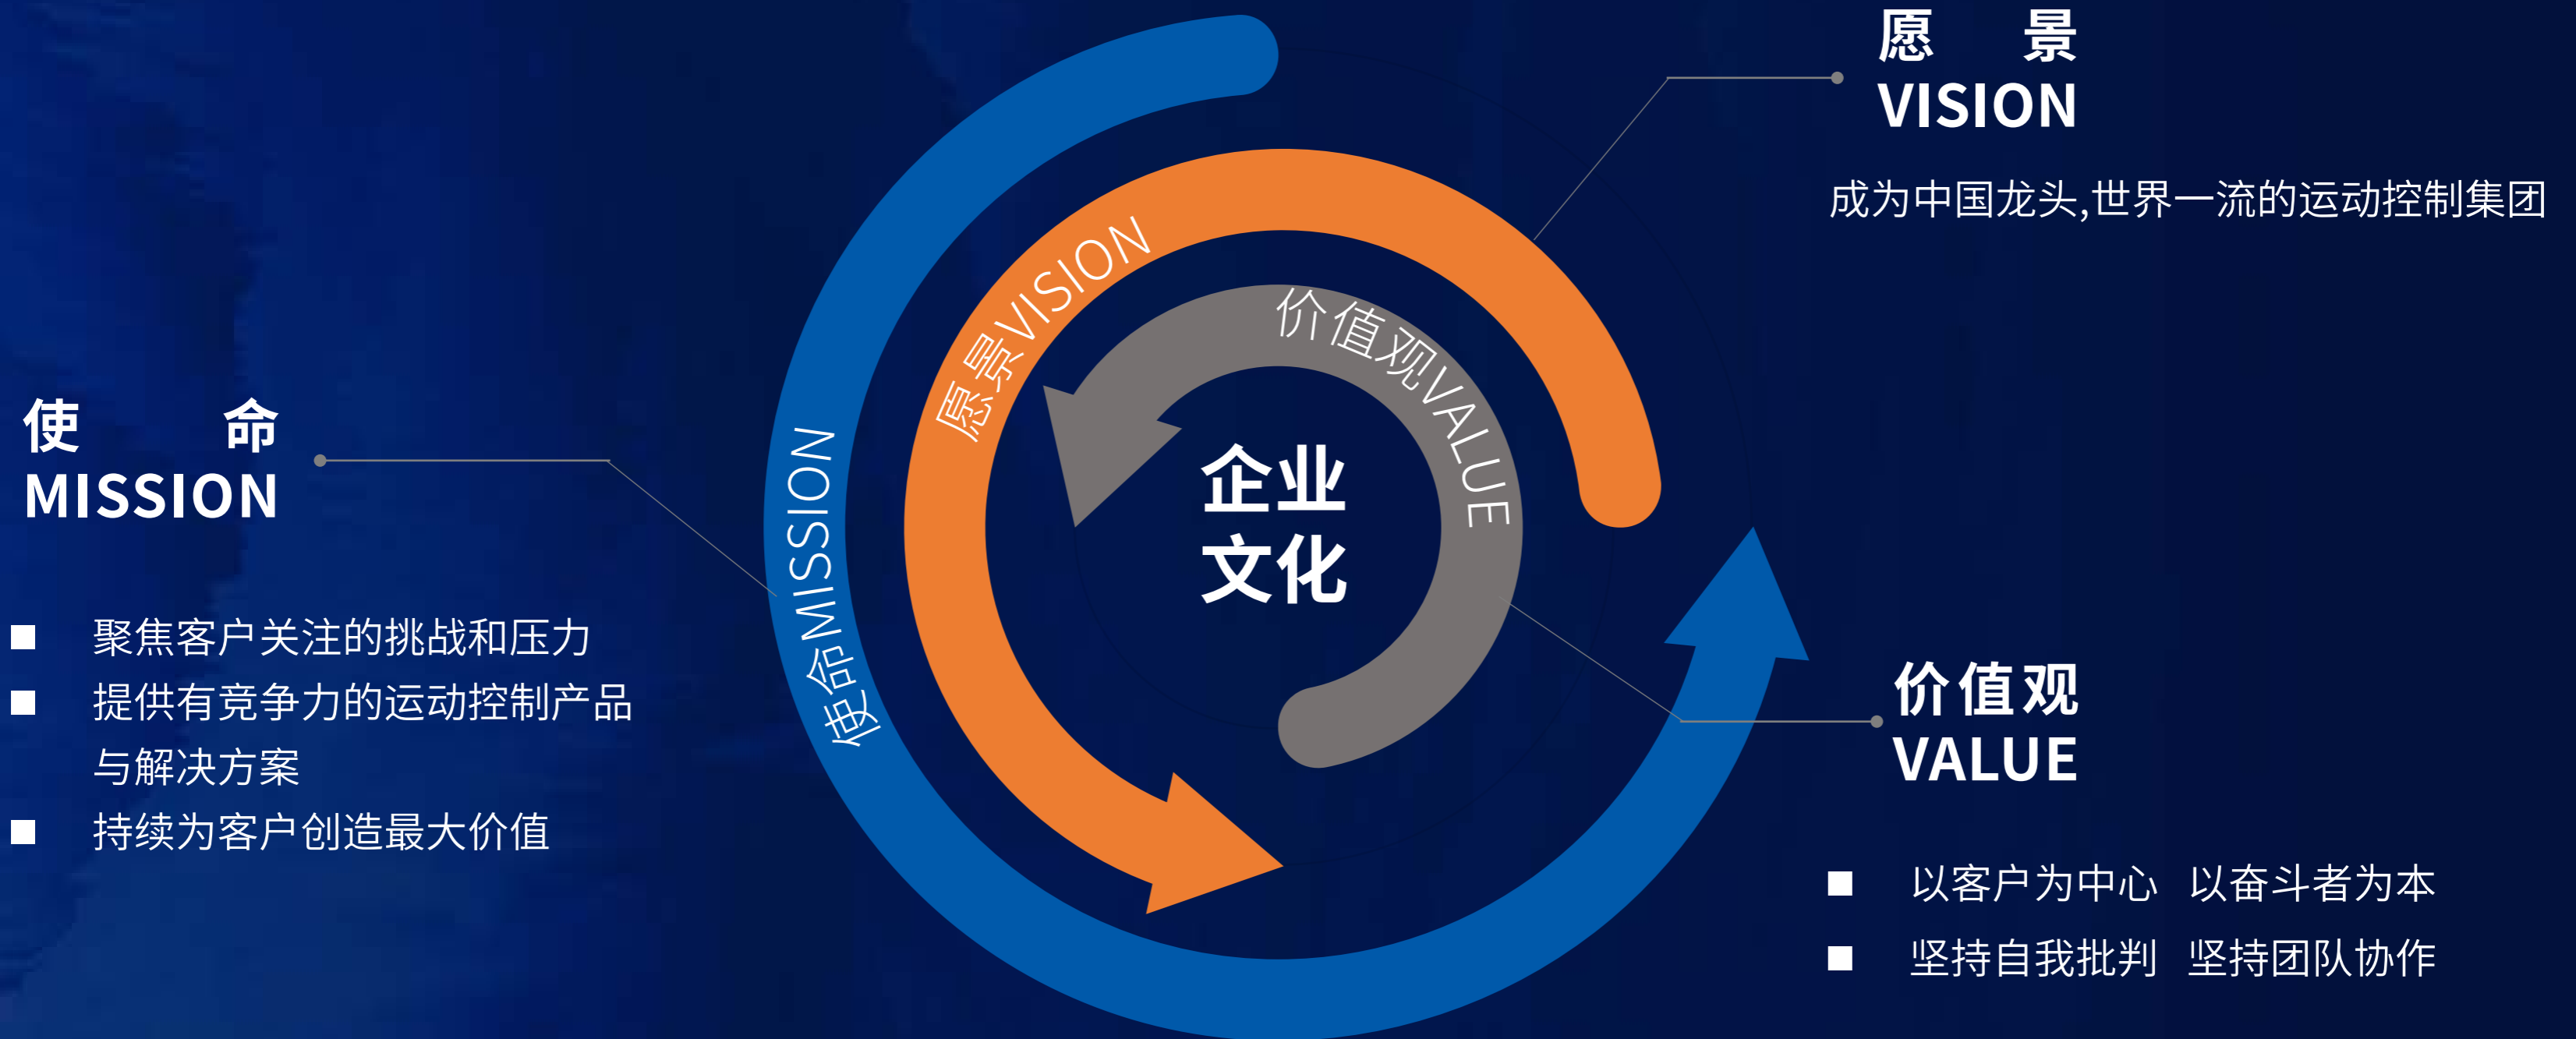 愿景
VISION
成为中国龙头,世界一流的运动控制集团
使命
MISSION
聚焦客户关注的挑战和压力
提供有竞争力的运动控制产品
与解决方案
持续为客户创造最大价值
使命MISSION
愿景VISION
价值观VALUE
企业
文化
价值观
VALUE
以客户为中心 以奋斗者为本
坚持自我批判 坚持团队协作